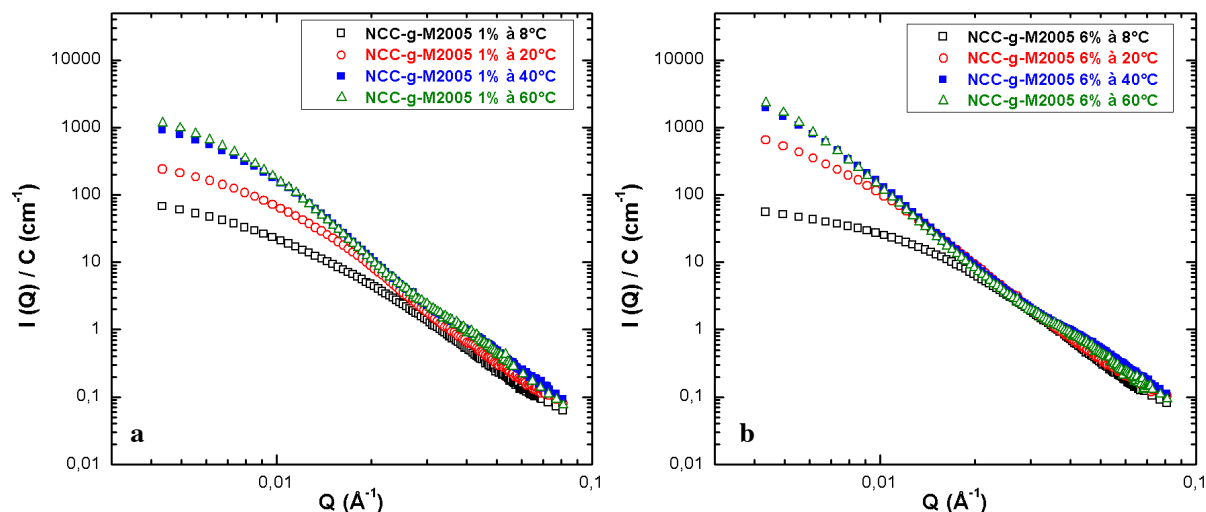 NCC-g-M2005 1% à 8°C
NCC-g-M2005 1% à 20°C
NCC-g-M2005 1% à 40°C
NCC-g-M2005 1% à 60°C
10000
1000
100
10
1
0,1
0,01
I (Q) / C (cm⁻¹)
a
0,01
0,1
Q (Å⁻¹)
NCC-g-M2005 6% à 8°C
NCC-g-M2005 6% à 20°C
NCC-g-M2005 6% à 40°C
NCC-g-M2005 6% à 60°C
10000
1000
100
10
1
0,1
0,01
I (Q) / C (cm⁻¹)
b
0,01
0,1
Q (Å⁻¹)